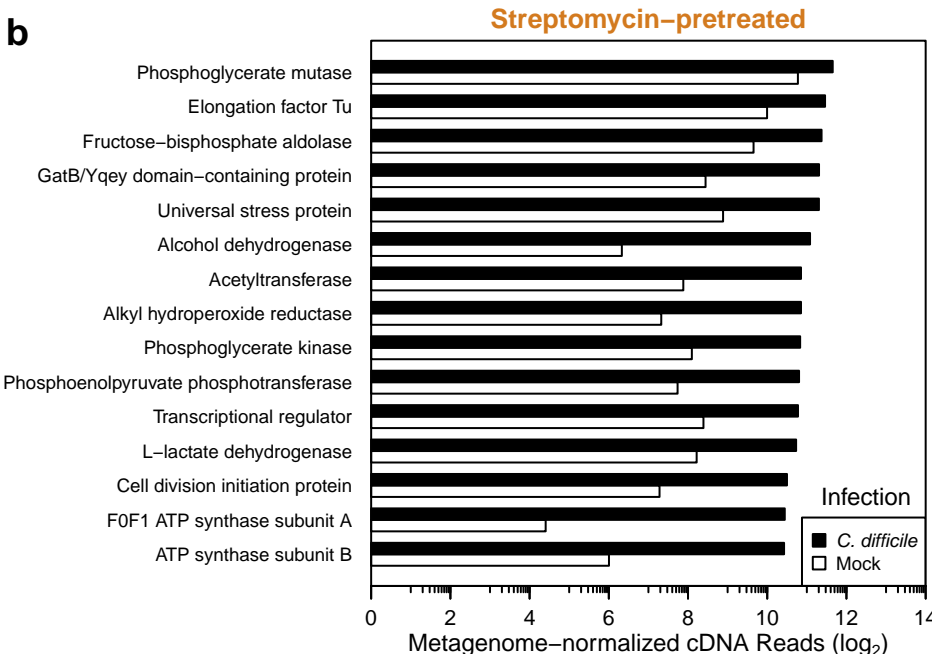 b
Streptomycin−pretreated
Phosphoglycerate mutase
Elongation factor Tu
Fructose−bisphosphate aldolase
GatB/Yqey domain−containing protein
Universal stress protein
Alcohol dehydrogenase
Acetyltransferase
Alkyl hydroperoxide reductase
Phosphoglycerate kinase
Phosphoenolpyruvate phosphotransferase
Transcriptional regulator
L−lactate dehydrogenase
Cell division initiation protein
F0F1 ATP synthase subunit A
ATP synthase subunit B
Infection
C. difficile
Mock
0 2 4 6 8 10 12 14
Metagenome−normalized cDNA Reads (log₂)